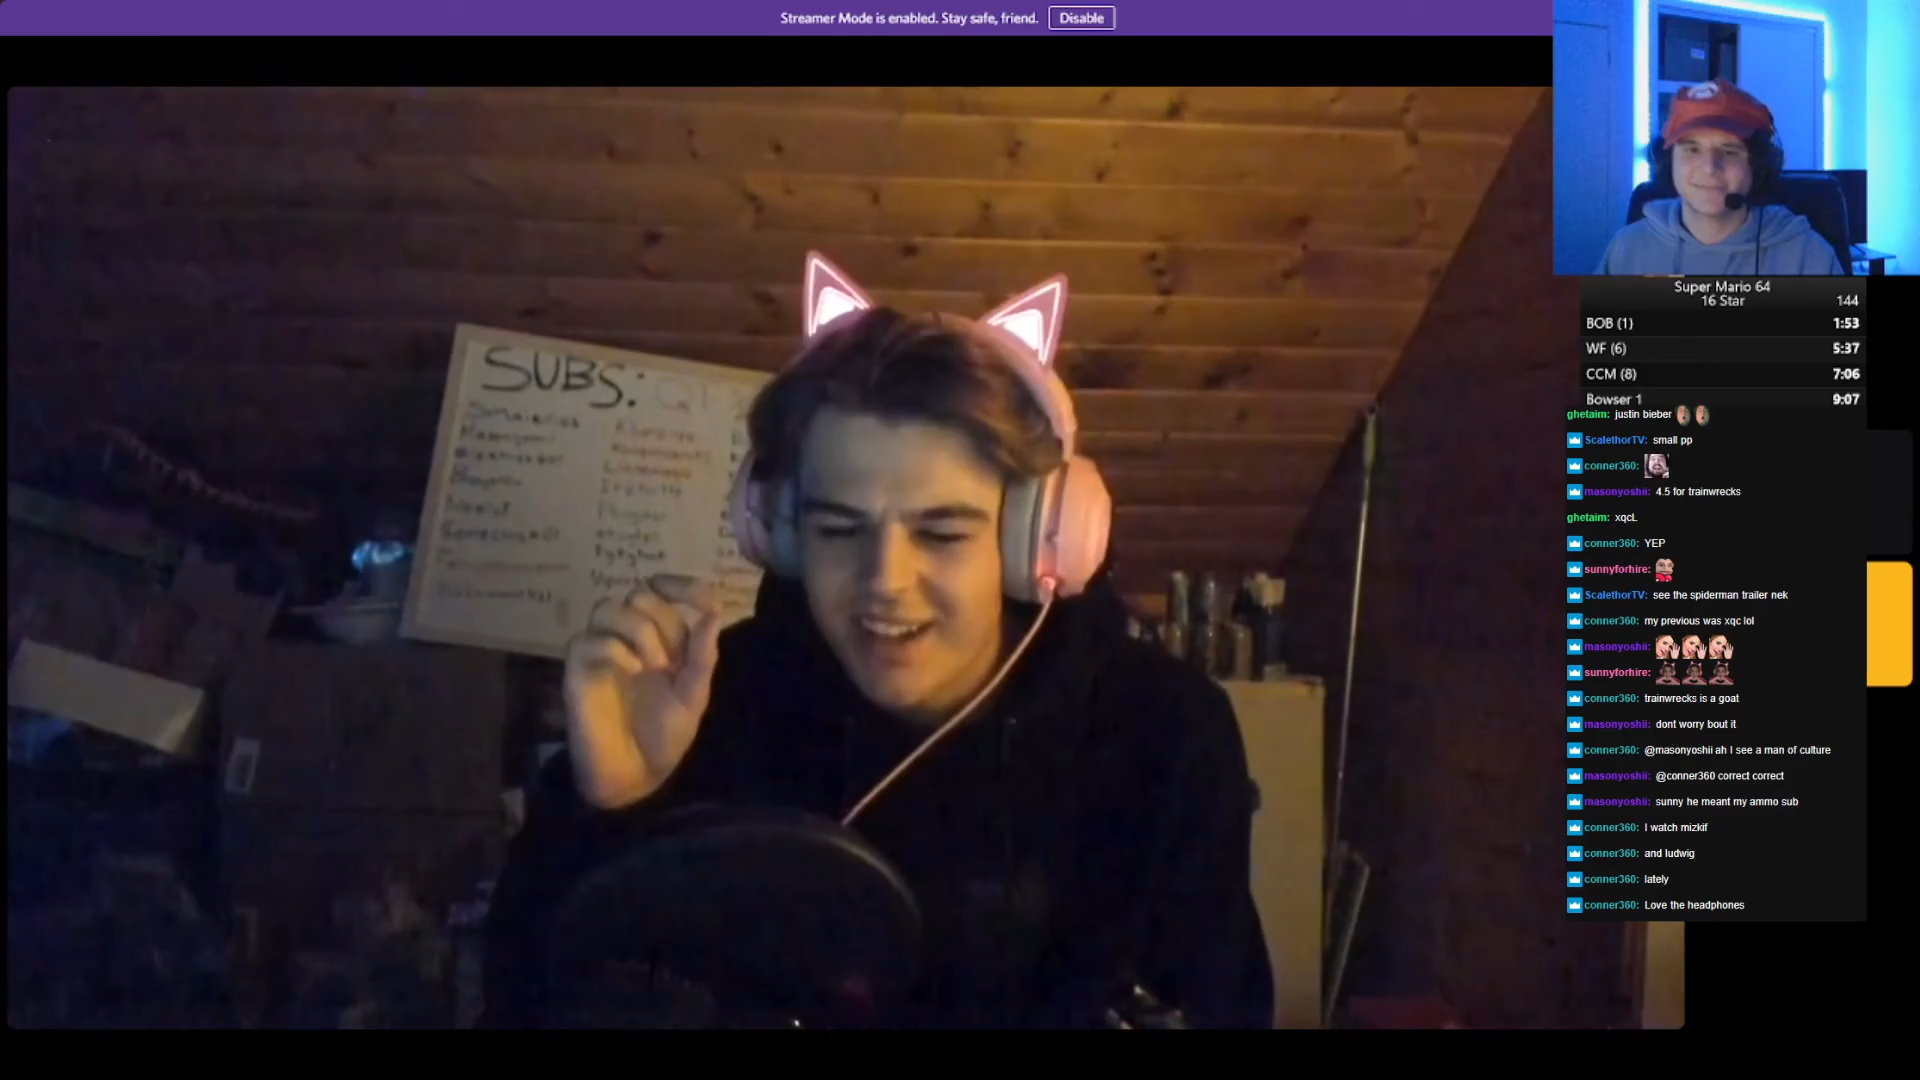 Streamer Mode is enabled. Stay safe, friend. Disable
SUBS:
Super Mario 64
16 Star 144
BOB (1) 1:53
WF (6) 5:37
CCM (8) 7:06
Bowser 1 9:07
ghetaim: justin bieber
ScalethorTV: small pp
conner360:
masonyoshii: 4.5 for trainwrecks
ghetaim: xqcL
conner360: YEP
sunnyforhire:
ScalethorTV: see the spiderman trailer nek
conner360: my previous was xqc lol
masonyoshii:
sunnyforhire:
conner360: trainwrecks is a goat
masonyoshii: dont worry bout it
conner360: @masonyoshii ah I see a man of culture
masonyoshii: @conner360 correct correct
masonyoshii: sunny he meant my ammo sub
conner360: I watch mizkif
conner360: and ludwig
conner360: lately
conner360: Love the headphones